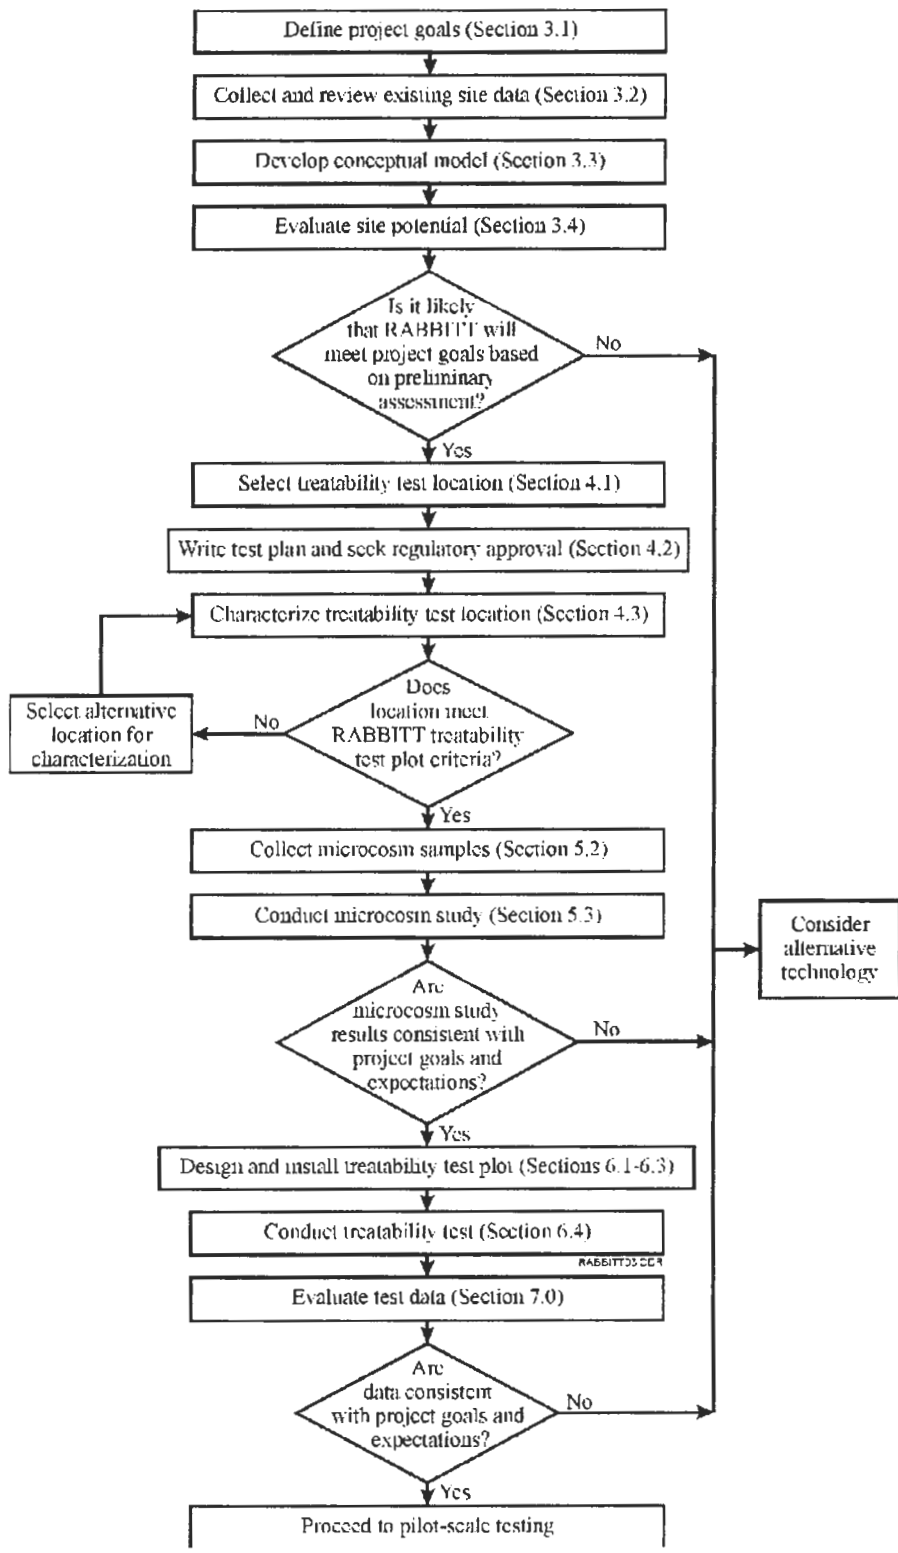 Define project goals (Section 3.1)
Collect and review existing site data (Section 3.2)
Develop conceptual model (Section 3.3)
Evaluate site potential (Section 3.4)
Is it likely
that RABBITT will
meet project goals based
on preliminary
assessment?
No
Yes
Select treatability test location (Section 4.1)
Write test plan and seek regulatory approval (Section 4.2)
Characterize treatability test location (Section 4.3)
Does
location meet
RABBITT treatability
test plot criteria?
No
Select alternative
location for
characterization
Yes
Collect microcosm samples (Section 5.2)
Conduct microcosm study (Section 5.3)
Consider
alternative
technology
Are
microcosm study
results consistent with
project goals and
expectations?
No
Yes
Design and install treatability test plot (Sections 6.1-6.3)
Conduct treatability test (Section 6.4)
Evaluate test data (Section 7.0)
Are
data consistent
with project goals and
expectations?
No
Yes
Proceed to pilot-scale testing